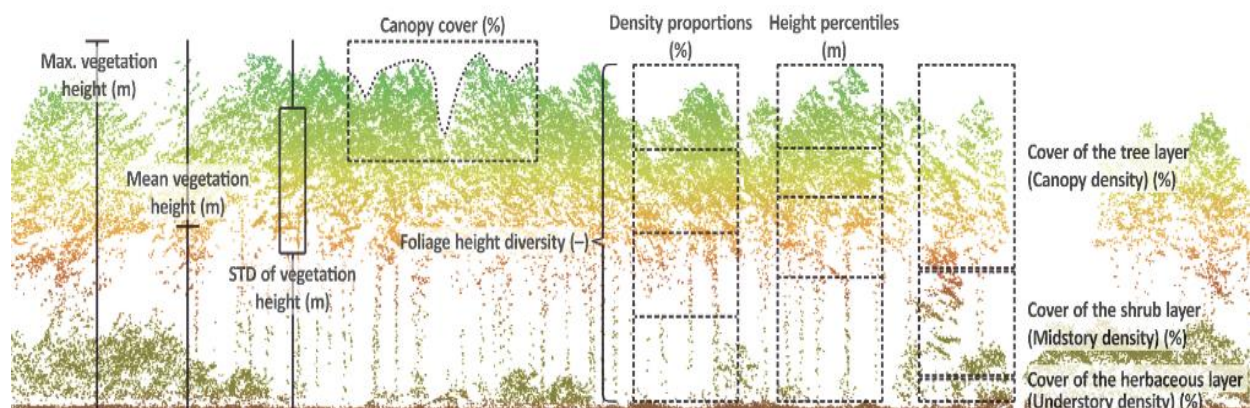 Max. vegetation
height (m)
Mean vegetation
height (m)
STD of vegetation
height (m)
Canopy cover (%)
Foliage height diversity (–)
Density proportions
(%)
Height percentiles
(m)
Cover of the tree layer
(Canopy density) (%)
Cover of the shrub layer
(Midstory density) (%)
Cover of the herbaceous layer
(Understory density) (%)